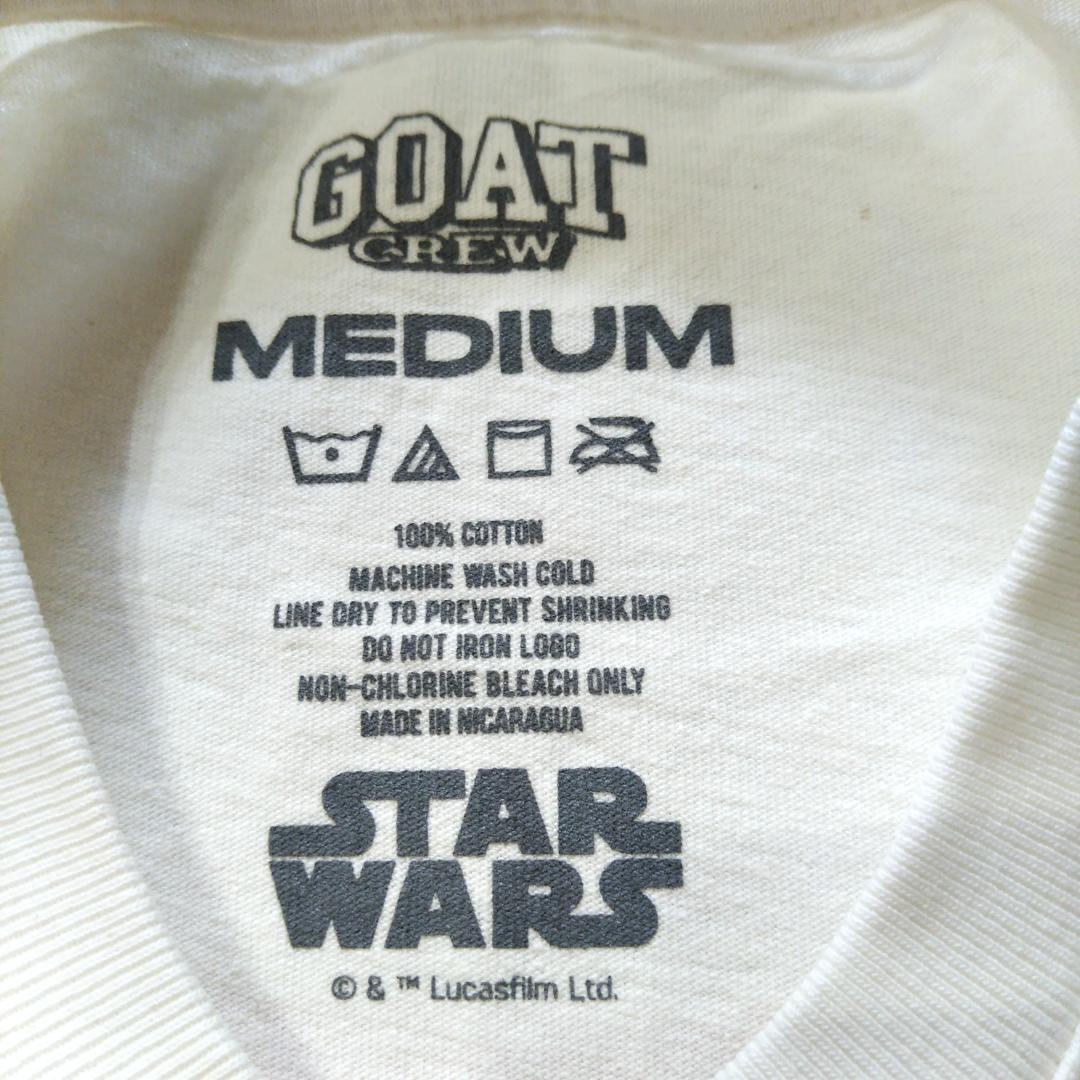 GOAT
CREW
MEDIUM
100% COTTON
MACHINE WASH COLD
LINE DRY TO PREVENT SHRINKING
DO NOT IRON LOGO
NON-CHLORINE BLEACH ONLY
MADE IN NICARAGUA
STAR
WARS
© & ™ Lucasfilm Ltd.